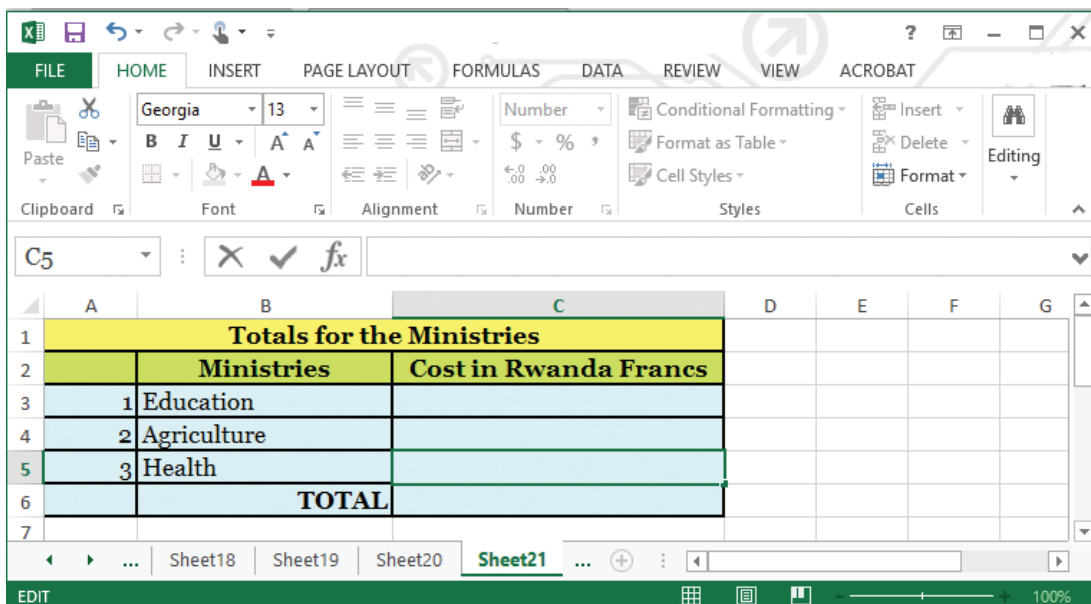 ?
FILE HOME INSERT PAGE LAYOUT FORMULAS DATA REVIEW VIEW ACROBAT
Georgia 13 Number Conditional Formatting Insert
B I U A A $ % , Format as Table Delete
Paste Editing
A .00 .00 Cell Styles Format
Clipboard Font Alignment Number Styles Cells
C5 fx
A B C D E F G
1 Totals for the Ministries
2 Ministries Cost in Rwanda Francs
3 1 Education
4 2 Agriculture
5 3 Health
6 TOTAL
7
... Sheet18 Sheet19 Sheet20 Sheet21 ...
EDIT 100%